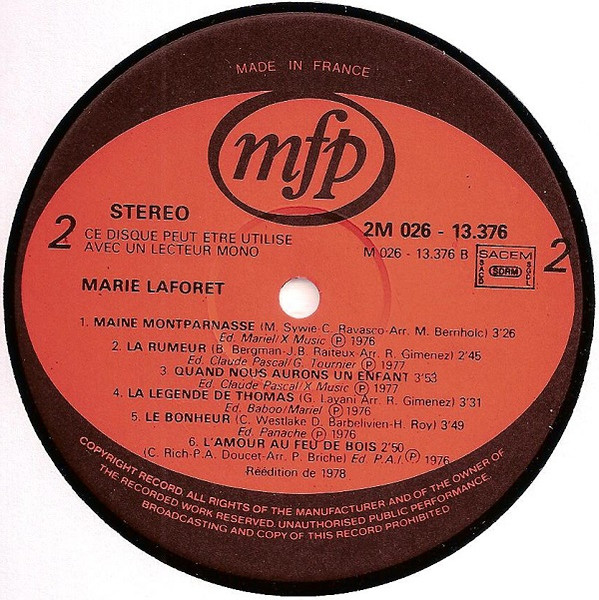 MADE IN FRANCE
mfp
STEREO
2M 026 - 13.376
2
CE DISQUE PEUT ETRE UTILISE
AVEC UN LECTEUR MONO
M 026 - 13.376 B
SACEM
SACD
SDRM
SGDL
2
MARIE LAFORET
1. MAINE MONTPARNASSE (M. Sywie-C. Ravasco-Arr. M. Bernholc) 3'26
Ed. Mariel/X Music Ⓟ 1976
2. LA RUMEUR (B. Bergman-J.B. Raiteux-Arr. R. Gimenez) 2'45
Ed. Claude Pascal/G. Tournier Ⓟ 1977
3. QUAND NOUS AURONS UN ENFANT 3'53
Ed. Claude Pascal/X Music Ⓟ 1977
4. LA LEGENDE DE THOMAS (G. Layani-Arr. R. Gimenez) 3'31
Ed. Baboo/Mariel Ⓟ 1976
5. LE BONHEUR (C. Westlake D. Barbelivien-H. Roy) 3'49
Ed. Panache Ⓟ 1976
6. L'AMOUR AU FEU DE BOIS 2'50
(C. Rich-P.A. Doucet-Arr. P. Briche) Ed. P.A./. Ⓟ 1976
Réédition de 1978
COPYRIGHT RECORD. ALL RIGHTS OF THE MANUFACTURER AND OF THE OWNER OF
THE RECORDED WORK RESERVED. UNAUTHORISED PUBLIC PERFORMANCE,
BROADCASTING AND COPY OF THIS RECORD PROHIBITED